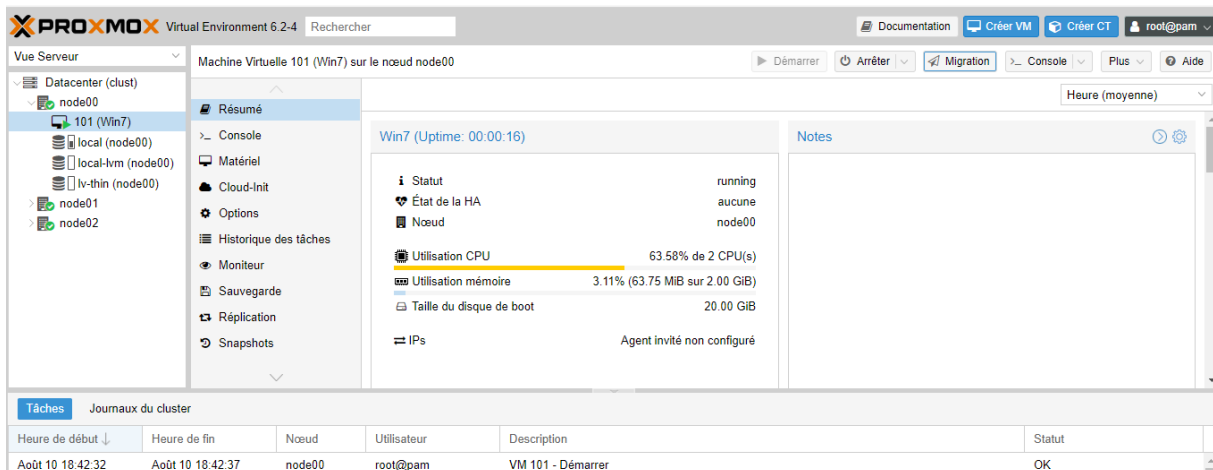 PROXMOX Virtual Environment 6.2-4 Rechercher Documentation Créer VM Créer CT root@pam
Vue Serveur
Datacenter (clust)
node00
101 (Win7)
local (node00)
local-lvm (node00)
lv-thin (node00)
node01
node02
Machine Virtuelle 101 (Win7) sur le nœud node00 Démarrer Arrêter Migration >_ Console Plus Aide
Résumé
>_ Console
Matériel
Cloud-Init
Options
Historique des tâches
Moniteur
Sauvegarde
Réplication
Snapshots
Heure (moyenne)
Win7 (Uptime: 00:00:16)
Statut running
État de la HA aucune
Nœud node00
Utilisation CPU 63.58% de 2 CPU(s)
Utilisation mémoire 3.11% (63.75 MiB sur 2.00 GiB)
Taille du disque de boot 20.00 GiB
IPs Agent invité non configuré
Notes
Tâches Journaux du cluster
Heure de début Heure de fin Nœud Utilisateur Description Statut
Août 10 18:42:32 Août 10 18:42:37 node00 root@pam VM 101 - Démarrer OK